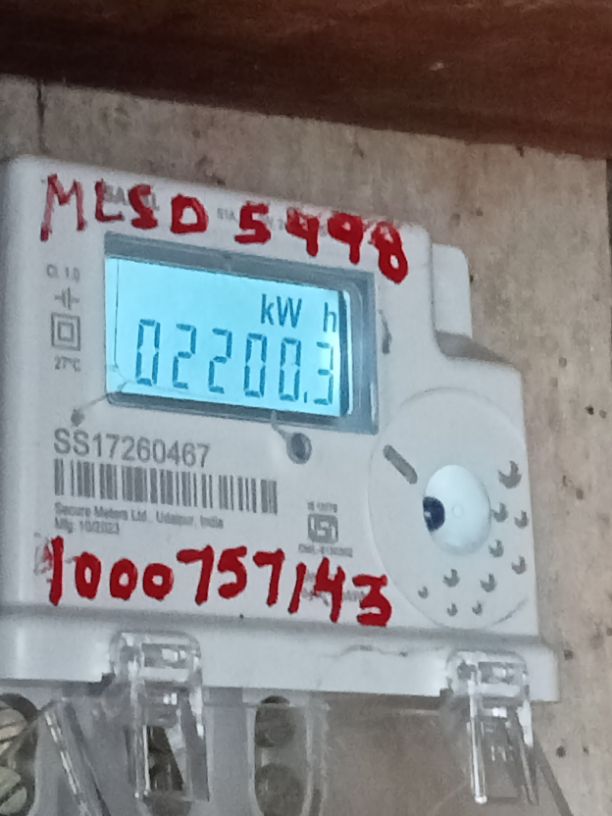 MLSD 5498
Cl. 1.0
kW h
02200.3
27°C
SS17260467
Secure Meters Ltd., Udaipur, India
Mfg. 10/2023
1000757143